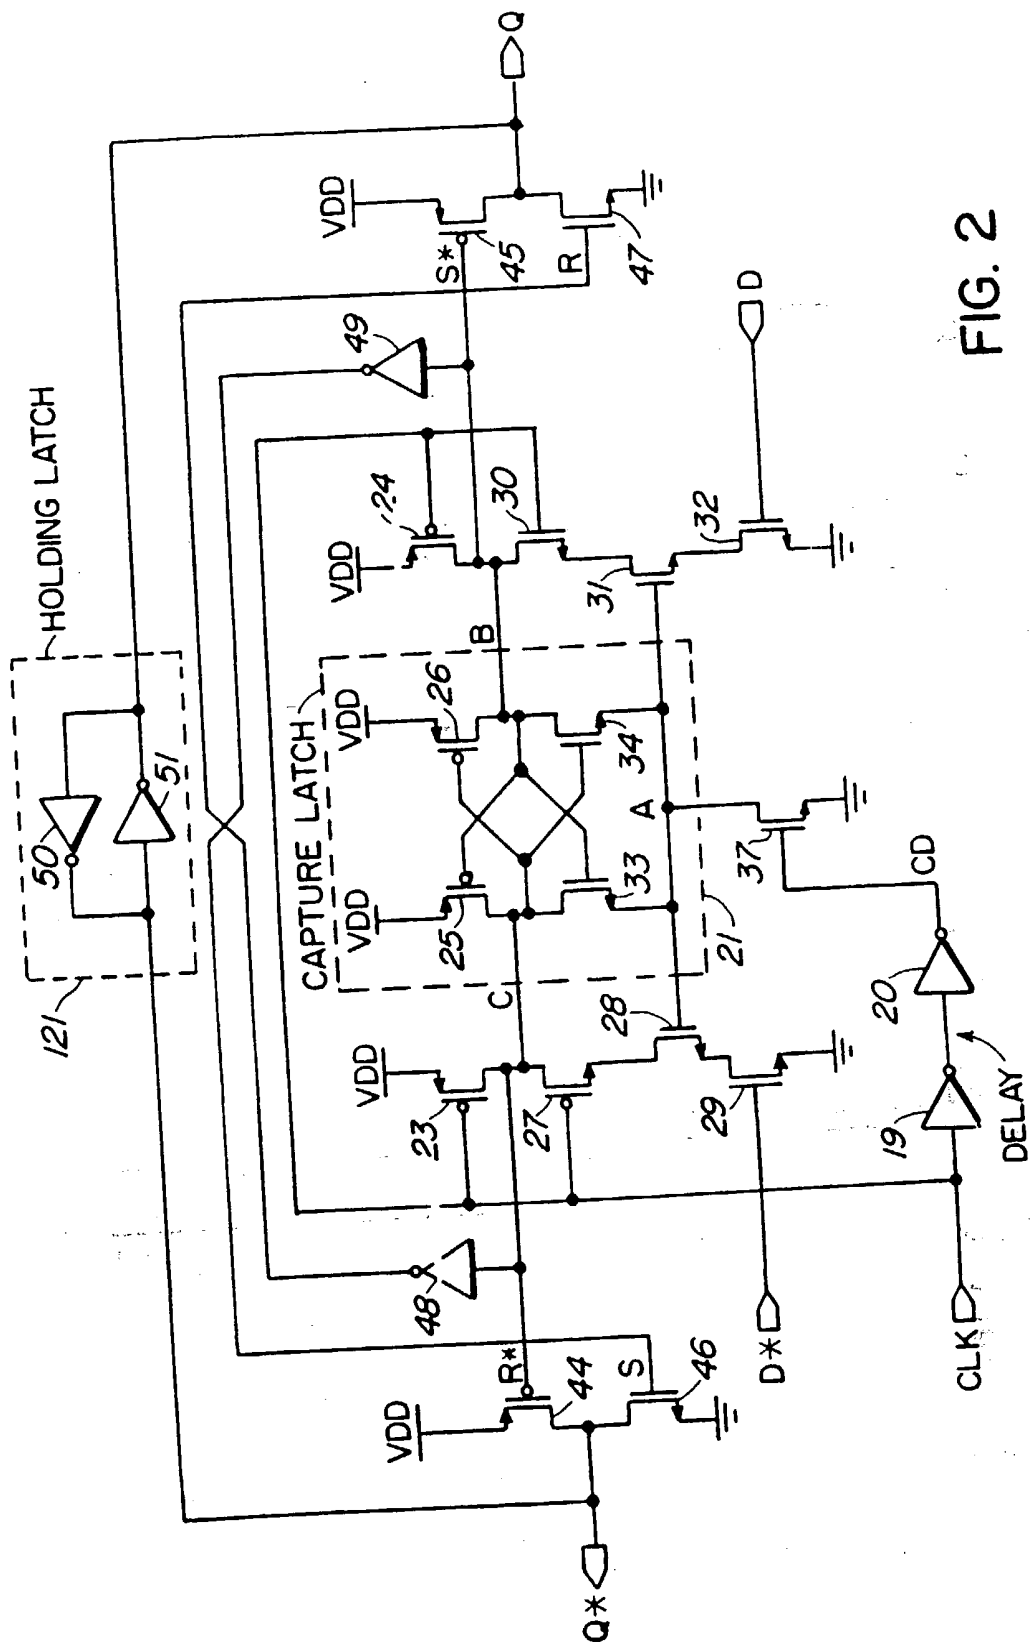 121
HOLDING LATCH
50
51
CAPTURE LATCH
VDD
VDD
VDD
VDD
VDD
VDD
48
49
R*
S*
44
45
S
R
46
47
Q*
Q
23
24
25
26
C
B
27
30
33
34
A
28
31
29
32
21
37
D*
D
CD
CLK
19
20
DELAY
FIG. 2